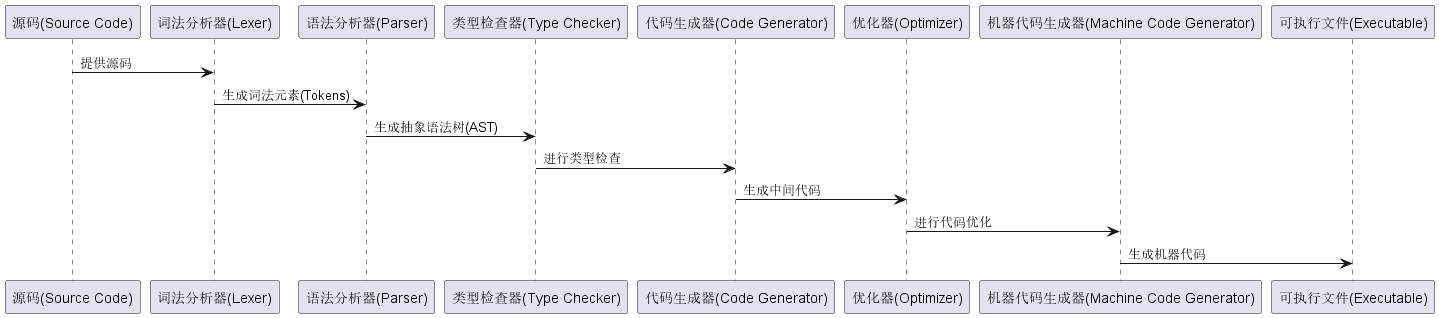 源码(Source Code)
词法分析器(Lexer)
语法分析器(Parser)
类型检查器(Type Checker)
代码生成器(Code Generator)
优化器(Optimizer)
机器代码生成器(Machine Code Generator)
可执行文件(Executable)
提供源码
生成词法元素(Tokens)
生成抽象语法树(AST)
进行类型检查
生成中间代码
进行代码优化
生成机器代码
源码(Source Code)
词法分析器(Lexer)
语法分析器(Parser)
类型检查器(Type Checker)
代码生成器(Code Generator)
优化器(Optimizer)
机器代码生成器(Machine Code Generator)
可执行文件(Executable)